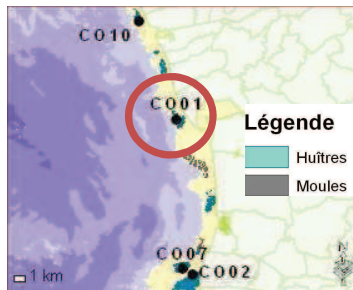 CO10
CO01
Légende
Huîtres
Moules
CO07
CO02
1 km
N